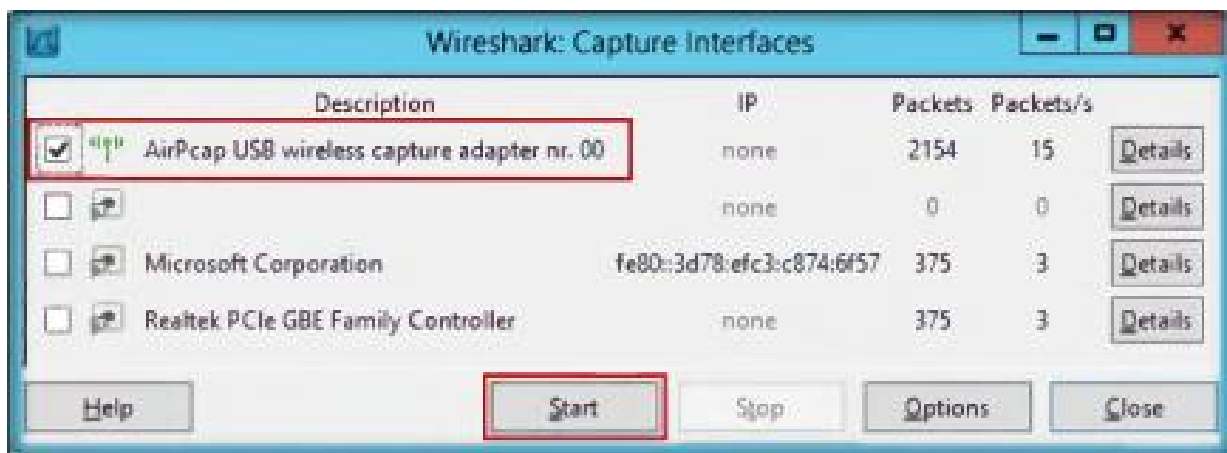 Wireshark: Capture Interfaces
Description IP Packets Packets/s
AirPcap USB wireless capture adapter nr. 00 none 2154 15 Details
none 0 0 Details
Microsoft Corporation fe80::3d78:efc3:c874:6f57 375 3 Details
Realtek PCIe GBE Family Controller none 375 3 Details
Help Start Stop Options Close